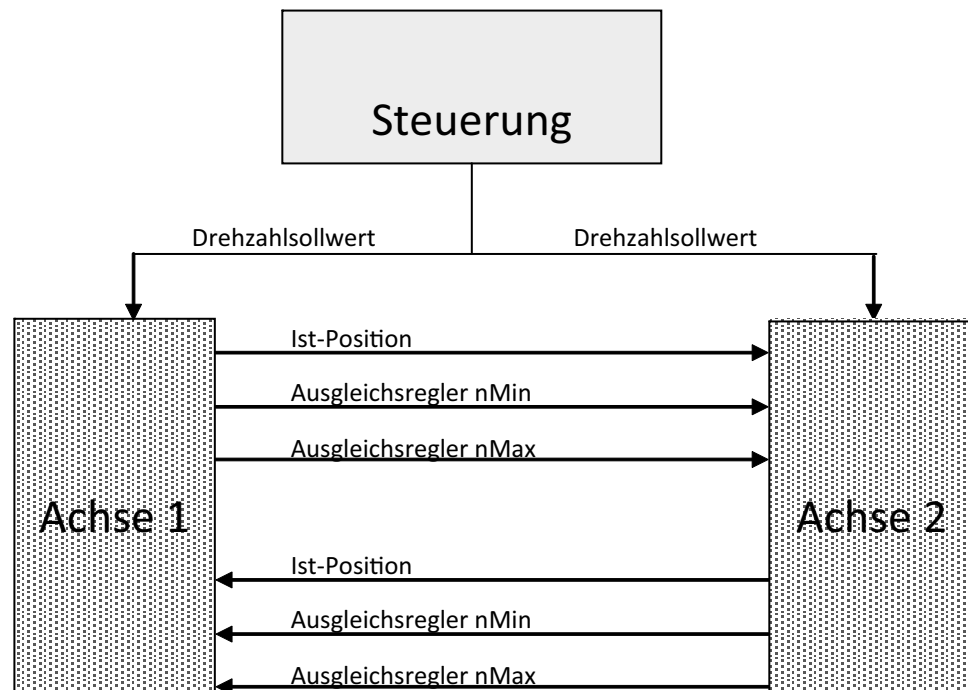 Steuerung
Drehzahlsollwert
Drehzahlsollwert
Ist-Position
Ausgleichsregler nMin
Ausgleichsregler nMax
Achse 1
Achse 2
Ist-Position
Ausgleichsregler nMin
Ausgleichsregler nMax